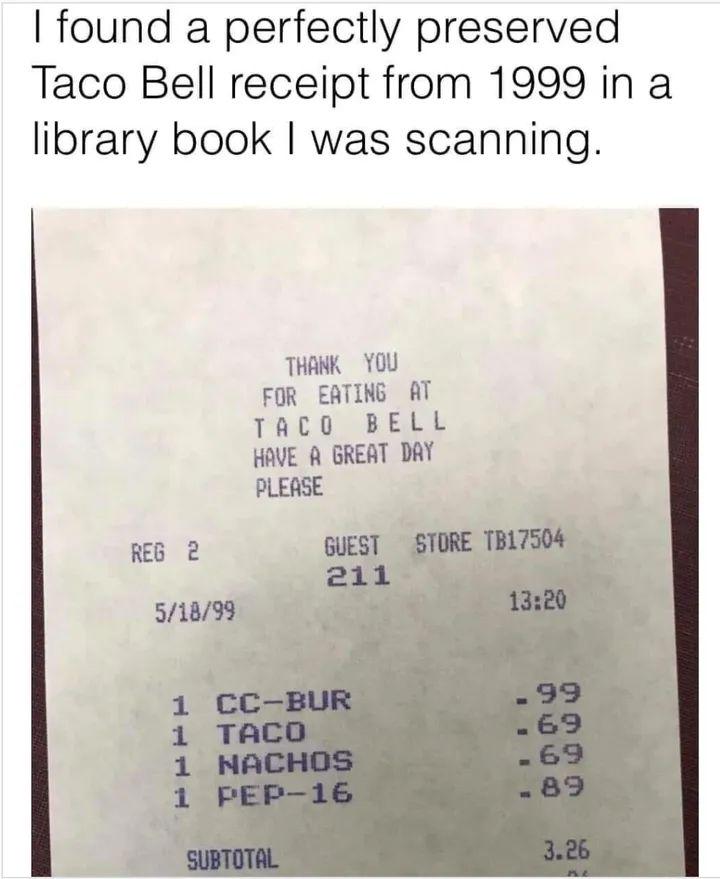 I found a perfectly preserved
Taco Bell receipt from 1999 in a
library book I was scanning.
THANK YOU
FOR EATING AT
TACO BELL
HAVE A GREAT DAY
PLEASE
REG 2 GUEST STORE TB17504
211
5/18/99 13:20
1 CC-BUR .99
1 TACO .69
1 NACHOS .69
1 PEP-16 .89
SUBTOTAL 3.26